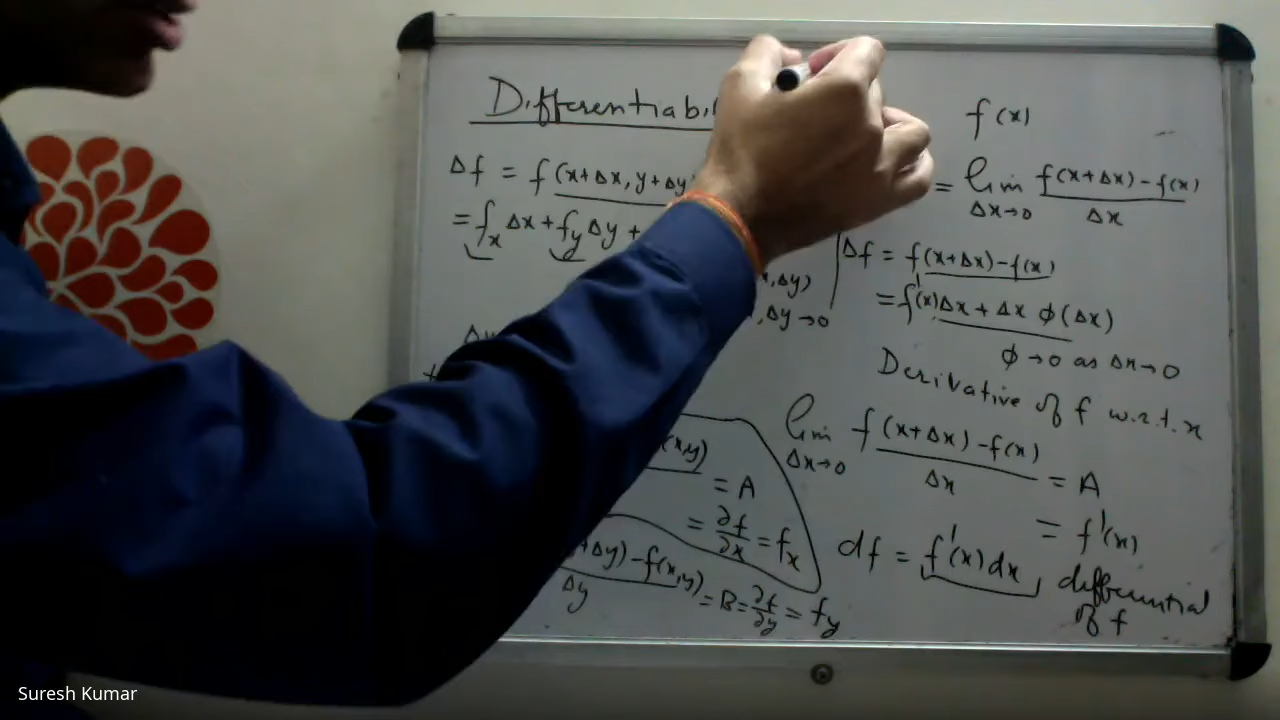 Differentiabi
Δf = f(x+Δx, y+Δy
= f_x Δx + f_y Δy +
, Δy)
, Δy → 0
(x,y)
= A
= ∂f/∂x = f_x
Δy) - f(x,y)
Δy
= B = ∂f/∂y = f_y
f(x)
= lim Δx→0 f(x+Δx) - f(x) / Δx
Δf = f(x+Δx) - f(x)
= f'(x)Δx + Δx φ(Δx)
φ → 0 as Δx → 0
Derivative of f w.r.t. x
lim Δx→0 f(x+Δx) - f(x) / Δx = A
= f'(x)
df = f'(x)dx, differential
of f
Suresh Kumar